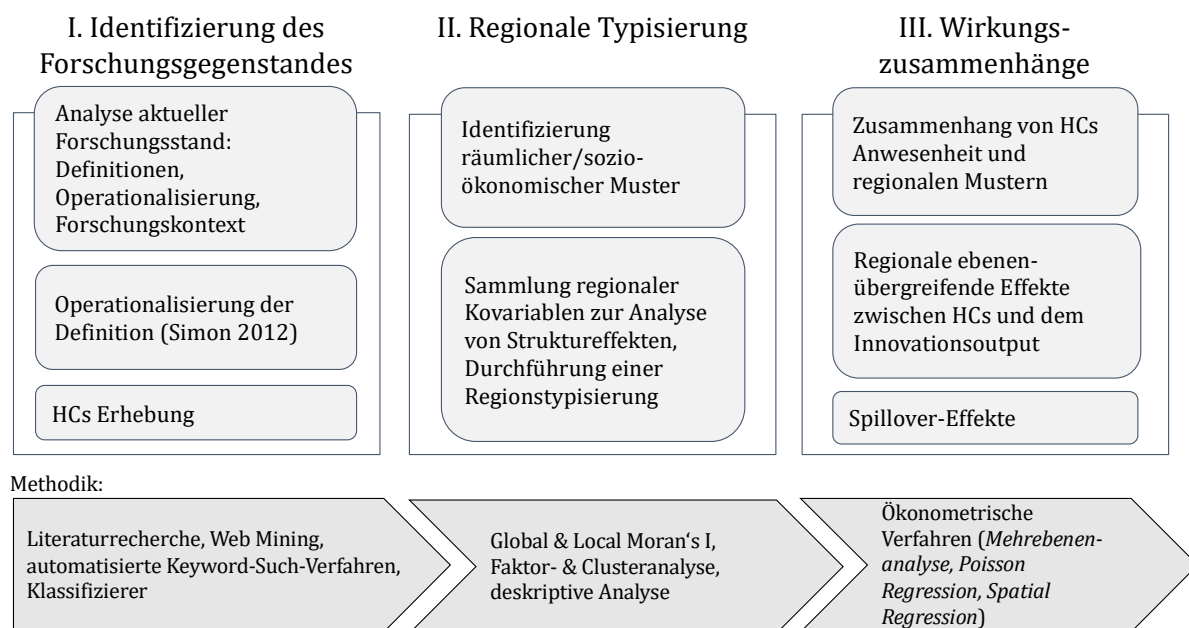 I. Identifizierung des
Forschungsgegenstandes
Analyse aktueller
Forschungsstand:
Definitionen,
Operationalisierung,
Forschungskontext
Operationalisierung der
Definition (Simon 2012)
HCs Erhebung
II. Regionale Typisierung
Identifizierung
räumlicher/sozio-
ökonomischer Muster
Sammlung regionaler
Kovariablen zur Analyse
von Struktureffekten,
Durchführung einer
Regionstypisierung
III. Wirkungs-
zusammenhänge
Zusammenhang von HCs
Anwesenheit und
regionalen Mustern
Regionale ebenen-
übergreifende Effekte
zwischen HCs und dem
Innovationsoutput
Spillover-Effekte
Methodik:
Literaturrecherche, Web Mining,
automatisierte Keyword-Such-Verfahren,
Klassifizierer
Global & Local Moran‘s I,
Faktor- & Clusteranalyse,
deskriptive Analyse
Ökonometrische
Verfahren (Mehrebenen-
analyse, Poisson
Regression, Spatial
Regression)